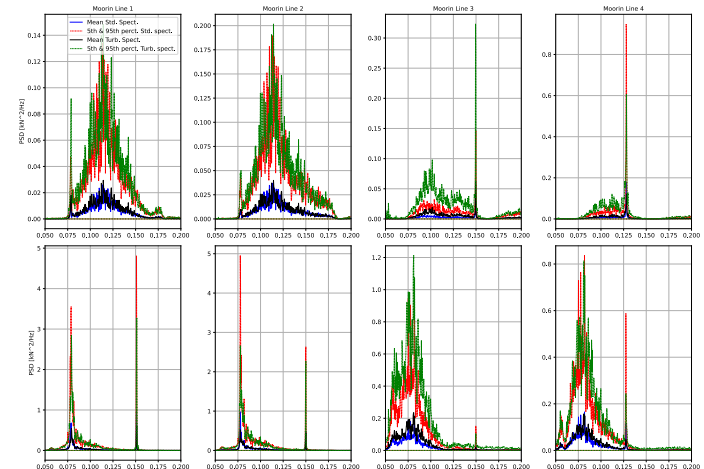 Moorin Line 1
Moorin Line 2
Moorin Line 3
Moorin Line 4
Mean Std. Spect.
5th & 95th perct. Std. spect.
Mean Turb. Spect.
5th & 95th perct. Turb. spect.
PSD [kN^2/Hz]
0.14
0.12
0.10
0.08
0.06
0.04
0.02
0.00
0.050 0.075 0.100 0.125 0.150 0.175 0.200
0.200
0.175
0.150
0.125
0.100
0.075
0.050
0.025
0.000
0.050 0.075 0.100 0.125 0.150 0.175 0.200
0.30
0.25
0.20
0.15
0.10
0.05
0.00
0.050 0.075 0.100 0.125 0.150 0.175 0.200
0.8
0.6
0.4
0.2
0.0
0.050 0.075 0.100 0.125 0.150 0.175 0.200
PSD [kN^2/Hz]
5
4
3
2
1
0
0.050 0.075 0.100 0.125 0.150 0.175 0.200
5
4
3
2
1
0
0.050 0.075 0.100 0.125 0.150 0.175 0.200
1.2
1.0
0.8
0.6
0.4
0.2
0.0
0.050 0.075 0.100 0.125 0.150 0.175 0.200
0.8
0.6
0.4
0.2
0.0
0.050 0.075 0.100 0.125 0.150 0.175 0.200